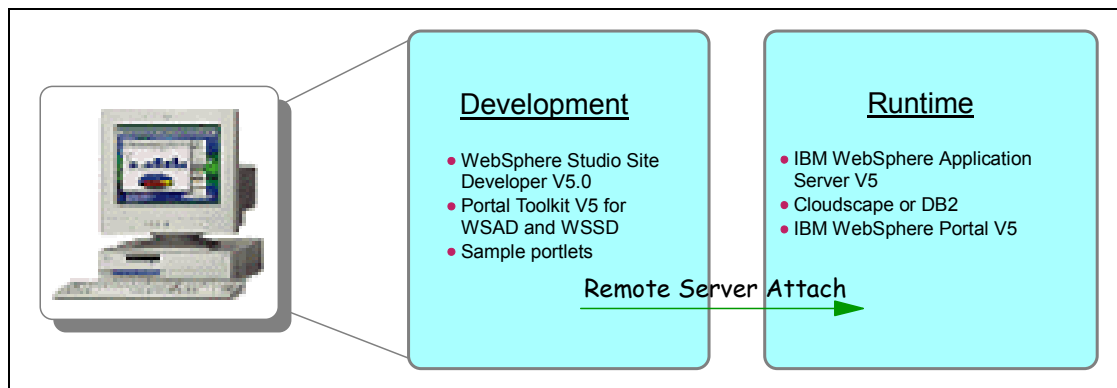 Development
• WebSphere Studio Site
Developer V5.0
• Portal Toolkit V5 for
WSAD and WSSD
• Sample portlets
Runtime
• IBM WebSphere Application
Server V5
• Cloudscape or DB2
• IBM WebSphere Portal V5
Remote Server Attach